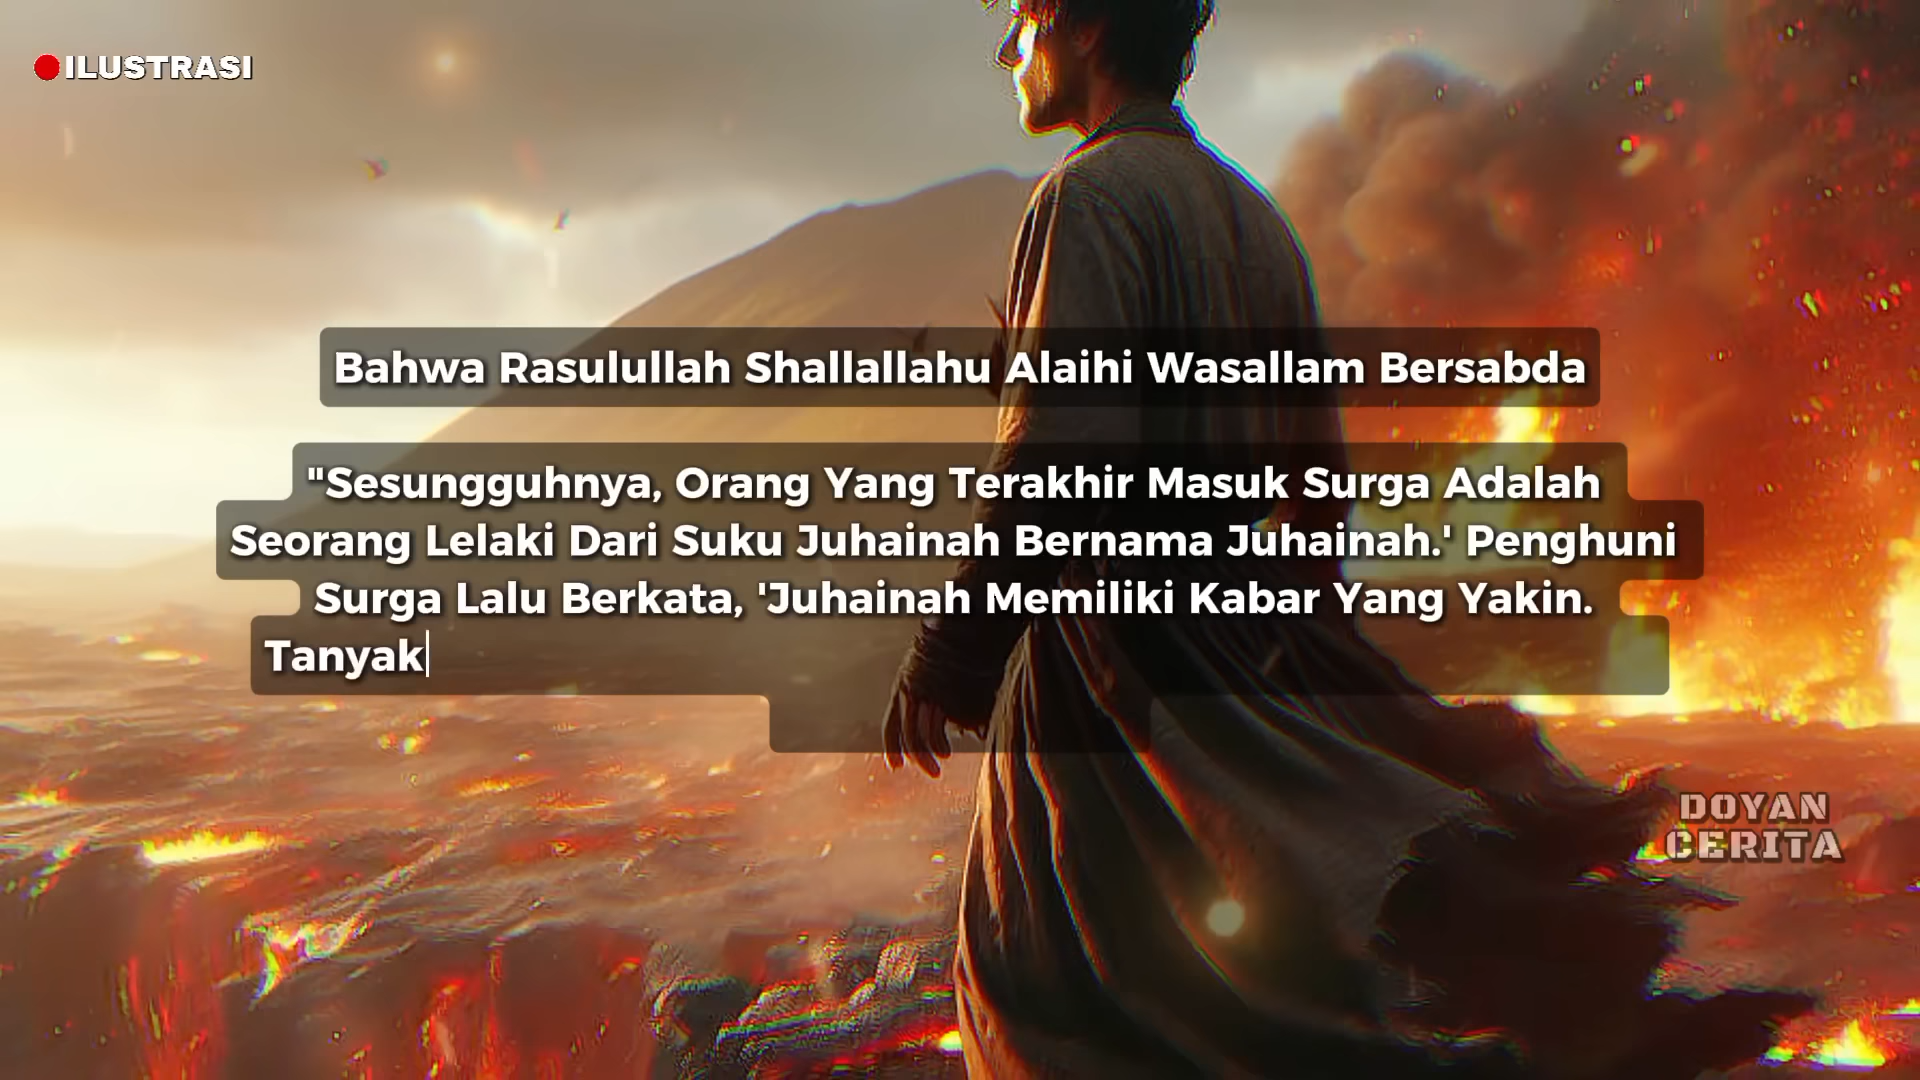 ILUSTRASI
Bahwa Rasulullah Shallallahu Alaihi Wasallam Bersabda
"Sesungguhnya, Orang Yang Terakhir Masuk Surga Adalah
Seorang Lelaki Dari Suku Juhainah Bernama Juhainah.' Penghuni
Surga Lalu Berkata, 'Juhainah Memiliki Kabar Yang Yakin.
Tanyak
DOYAN
CERITA